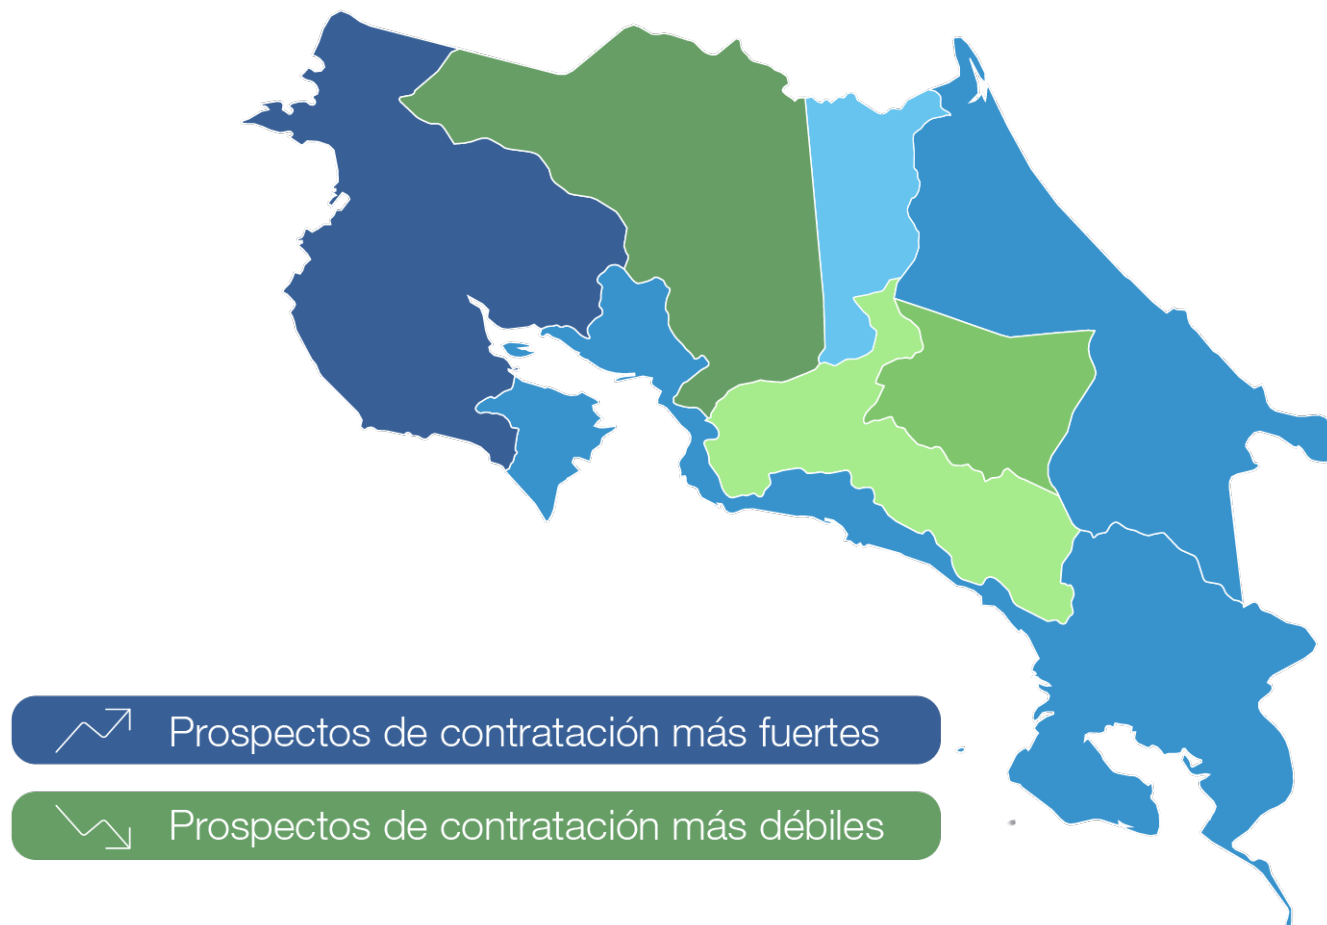 Prospectos de contratación más fuertes
Prospectos de contratación más débiles